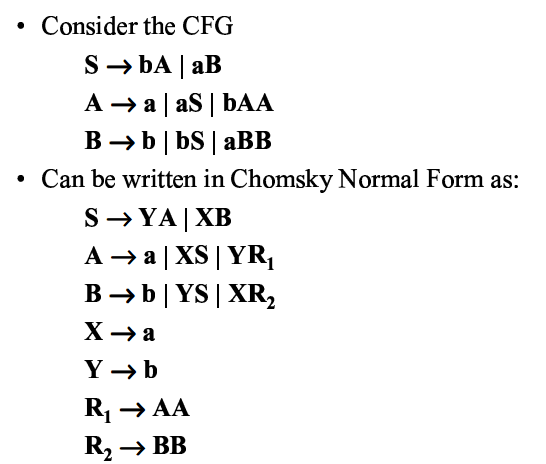 • Consider the CFG
S → bA | aB
A → a | aS | bAA
B → b | bS | aBB
• Can be written in Chomsky Normal Form as:
S → YA | XB
A → a | XS | YR₁
B → b | YS | XR₂
X → a
Y → b
R₁ → AA
R₂ → BB